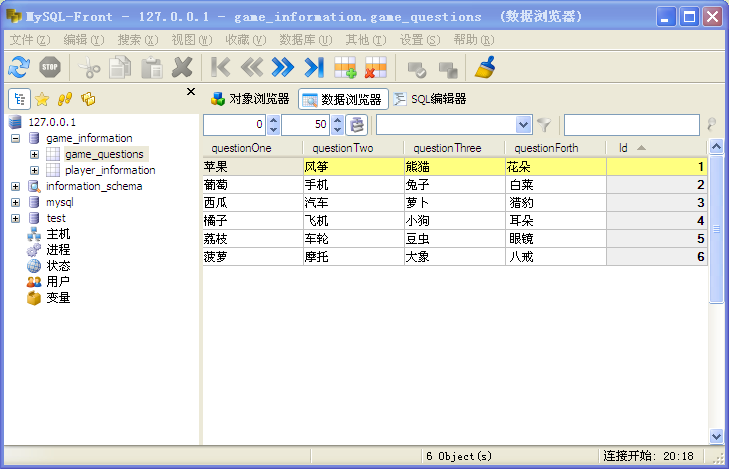 MySQL-Front - 127.0.0.1 - game_information.game_questions (数据浏览器)
文件(Z) 编辑(Y) 搜索(X) 视图(W) 收藏(V) 数据库(U) 其他(T) 设置(S) 帮助(R)
STOP
对象浏览器 数据浏览器 SQL编辑器
0 50
127.0.0.1
game_information
game_questions
player_information
information_schema
mysql
test
主机
进程
状态
用户
变量
questionOne questionTwo questionThree questionForth Id
苹果 风筝 熊猫 花朵 1
葡萄 手机 兔子 白菜 2
西瓜 汽车 萝卜 猎豹 3
橘子 飞机 小狗 耳朵 4
荔枝 车轮 豆虫 眼镜 5
菠萝 摩托 大象 八戒 6
6 Object(s) 连接开始: 20:18